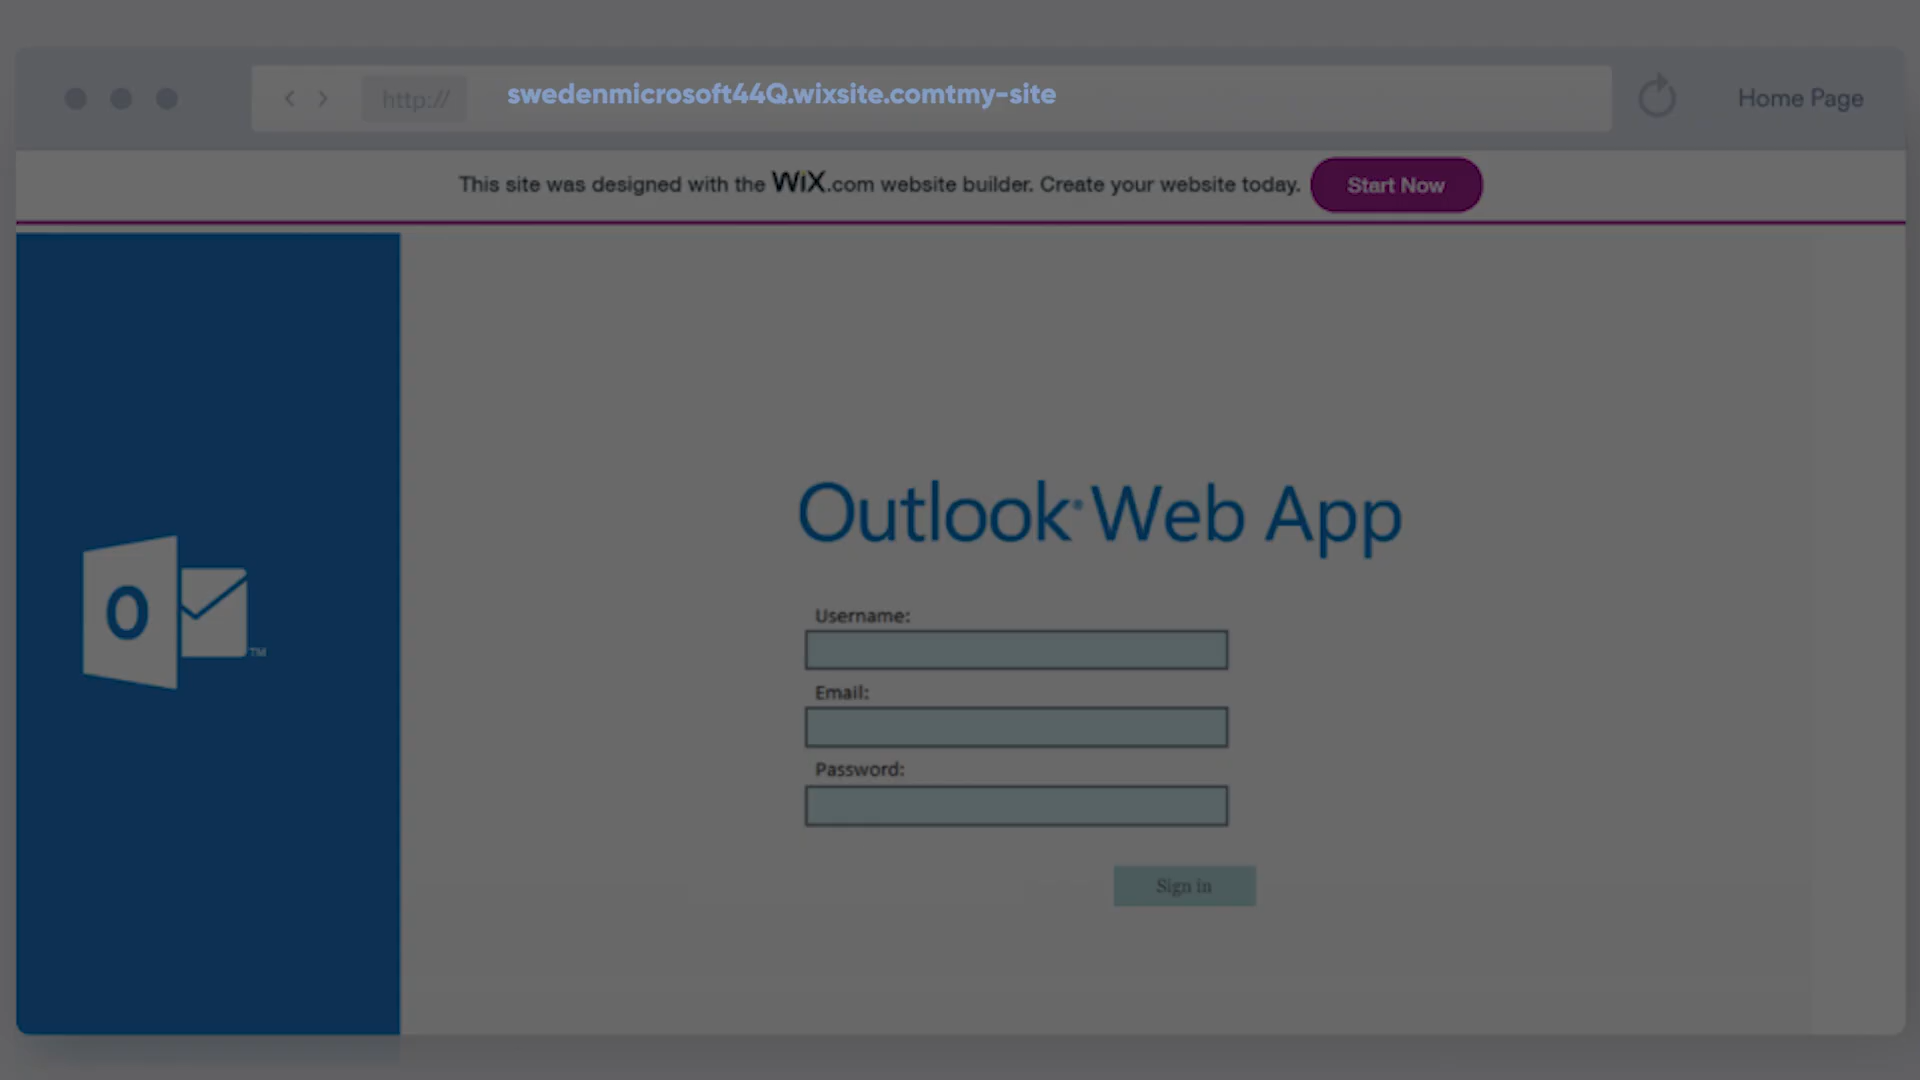 http:// swedenmicrosoft44Q.wixsite.comtmy-site Home Page
This site was designed with the WiX.com website builder. Create your website today. Start Now
Outlook® Web App
O TM
Username:
Email:
Password:
Sign in